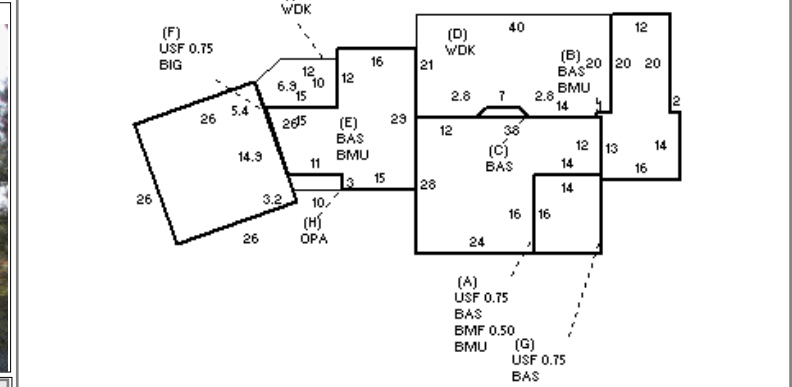 WDK
(F)
USF 0.75
BIG
40
12
(D)
WDK
16
(B)
BAS
BMU
20
20
20
21
12
10
12
6.9
15
2.8
7
2.8
14
2
5.4
26
26
45
(E)
BAS
BMU
29
12
38
(C)
BAS
12
13
14
14.9
11
14
16
3
15
28
14
26
3.2
10
16
16
(H)
OPA
26
24
(A)
USF 0.75
BAS
BMF 0.50
BMU
(G)
USF 0.75
BAS